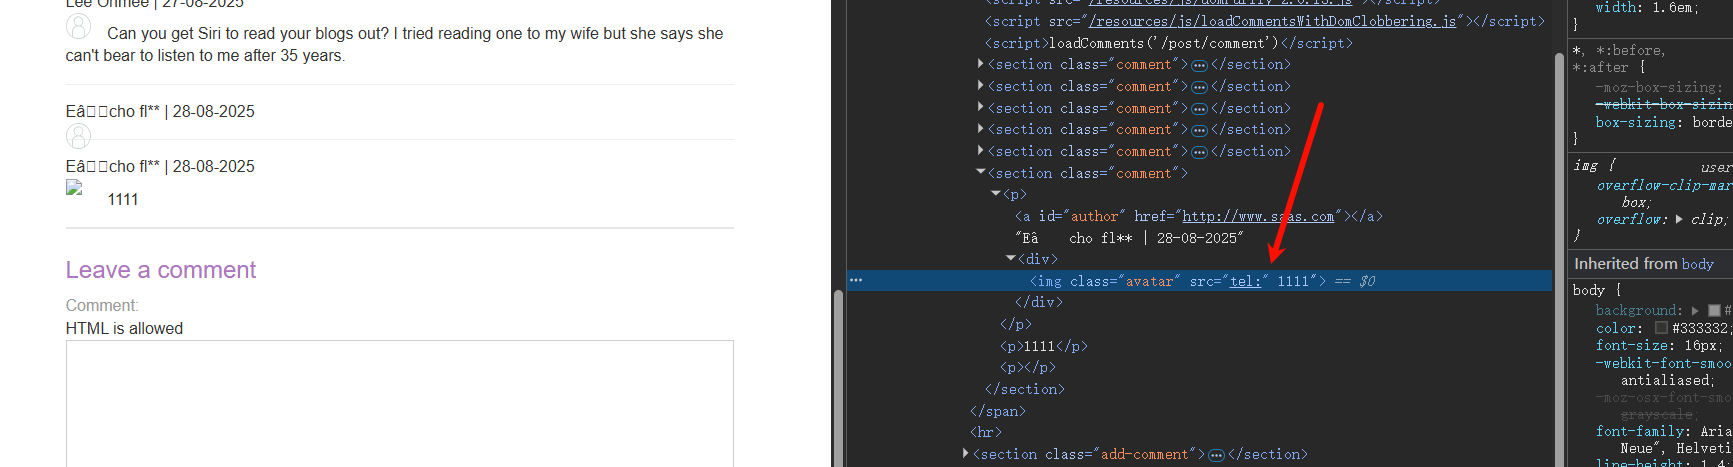 Lee Onmee | 27-08-2025
Can you get Siri to read your blogs out? I tried reading one to my wife but she says she
can't bear to listen to me after 35 years.
Eâ□□cho fl** | 28-08-2025
Eâ□□cho fl** | 28-08-2025
1111
Leave a comment
Comment:
HTML is allowed
<script src="/resources/js/domPurify-2.0.15.js"></script>
<script src="/resources/js/loadCommentsWithDomClobbering.js"></script>
<script>loadComments('/post/comment')</script>
<section class="comment">…</section>
<section class="comment">…</section>
<section class="comment">…</section>
<section class="comment">…</section>
<section class="comment">…</section>
<section class="comment">
<p>
<a id="author" href="http://www.saas.com"></a>
"Eâ cho fl** | 28-08-2025"
<div>
<img class="avatar" src="tel:" 1111"> == $0
</div>
</p>
<p>1111</p>
<p></p>
</section>
</span>
<hr>
<section class="add-comment">…</section>
width: 1.6em;
}
*, *:before,
*:after {
-moz-box-sizing:
-webkit-box-sizin
box-sizing: borde
}
img { user
overflow-clip-mar
box;
overflow: clip;
}
Inherited from body
body {
background: #
color: #333332;
font-size: 16px;
-webkit-font-smoo
antialiased;
-moz-osx-font-smo
grayscale;
font-family: Aria
Neue", Helveti
line-height: 1.4;